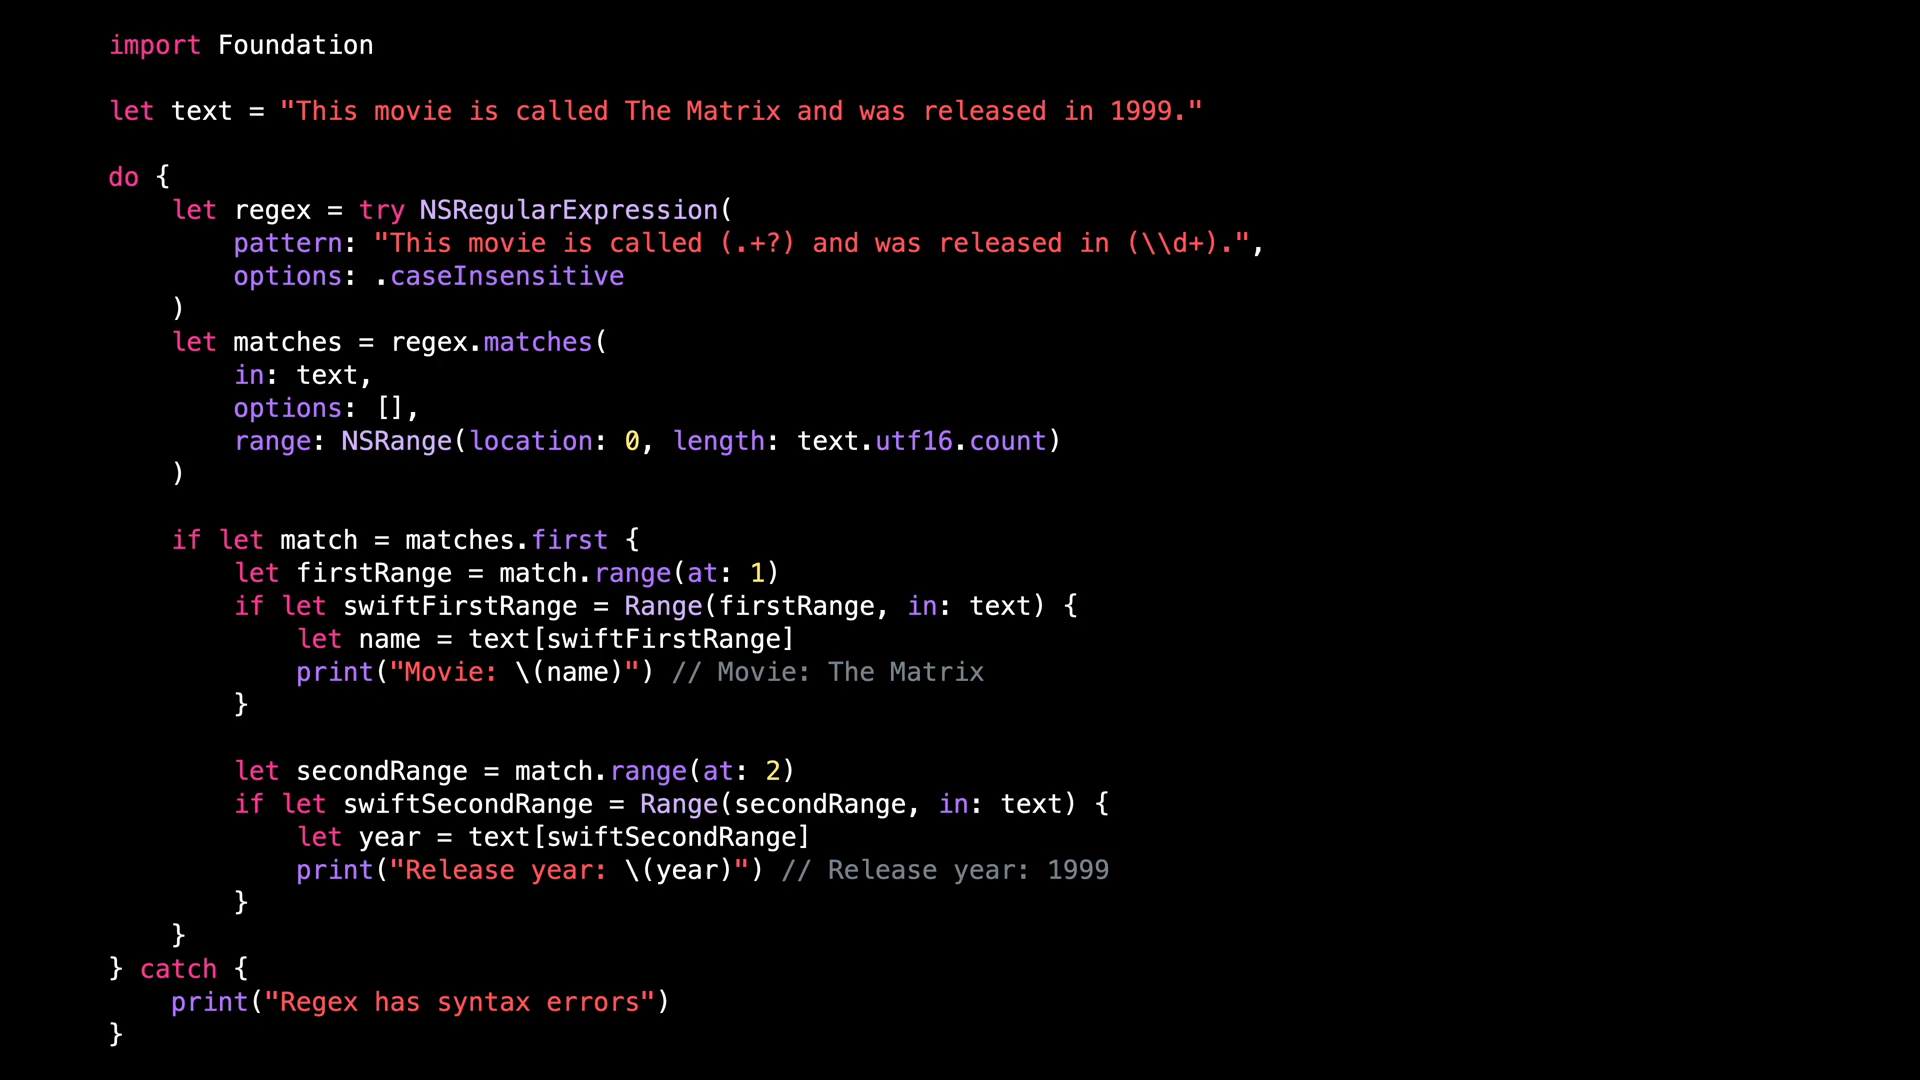 import Foundation
let text = "This movie is called The Matrix and was released in 1999."
do {
let regex = try NSRegularExpression(
pattern: "This movie is called (.+?) and was released in (\\d+).",
options: .caseInsensitive
)
let matches = regex.matches(
in: text,
options: [],
range: NSRange(location: 0, length: text.utf16.count)
)
if let match = matches.first {
let firstRange = match.range(at: 1)
if let swiftFirstRange = Range(firstRange, in: text) {
let name = text[swiftFirstRange]
print("Movie: \(name)") // Movie: The Matrix
}
let secondRange = match.range(at: 2)
if let swiftSecondRange = Range(secondRange, in: text) {
let year = text[swiftSecondRange]
print("Release year: \(year)") // Release year: 1999
}
}
} catch {
print("Regex has syntax errors")
}